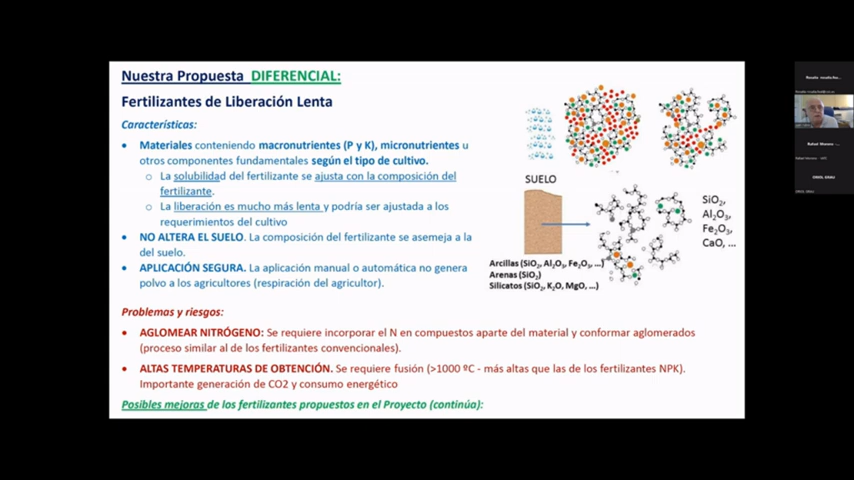 Nuestra Propuesta DIFERENCIAL:
Fertilizantes de Liberación Lenta
Características:
• Materiales conteniendo macronutrientes (P y K), micronutrientes u
otros componentes fundamentales según el tipo de cultivo.
o La solubilidad del fertilizante se ajusta con la composición del
fertilizante.
o La liberación es mucho más lenta y podría ser ajustada a los
requerimientos del cultivo
• NO ALTERA EL SUELO. La composición del fertilizante se asemeja a la
del suelo.
• APLICACIÓN SEGURA. La aplicación manual o automática no genera
polvo a los agricultores (respiración del agricultor).
SUELO
SiO2,
Al2O3,
Fe2O3,
CaO, ...
Arcillas (SiO2, Al2O3, Fe2O3, ...)
Arenas (SiO2)
Silicatos (SiO2, K2O, MgO, ...)
Problemas y riesgos:
• AGLOMEAR NITRÓGENO: Se requiere incorporar el N en compuestos aparte del material y conformar aglomerados
(proceso similar al de los fertilizantes convencionales).
• ALTAS TEMPERATURAS DE OBTENCIÓN. Se requiere fusión (>1000 ºC - más altas que las de los fertilizantes NPK).
Importante generación de CO2 y consumo energético
Posibles mejoras de los fertilizantes propuestos en el Proyecto (continúa):